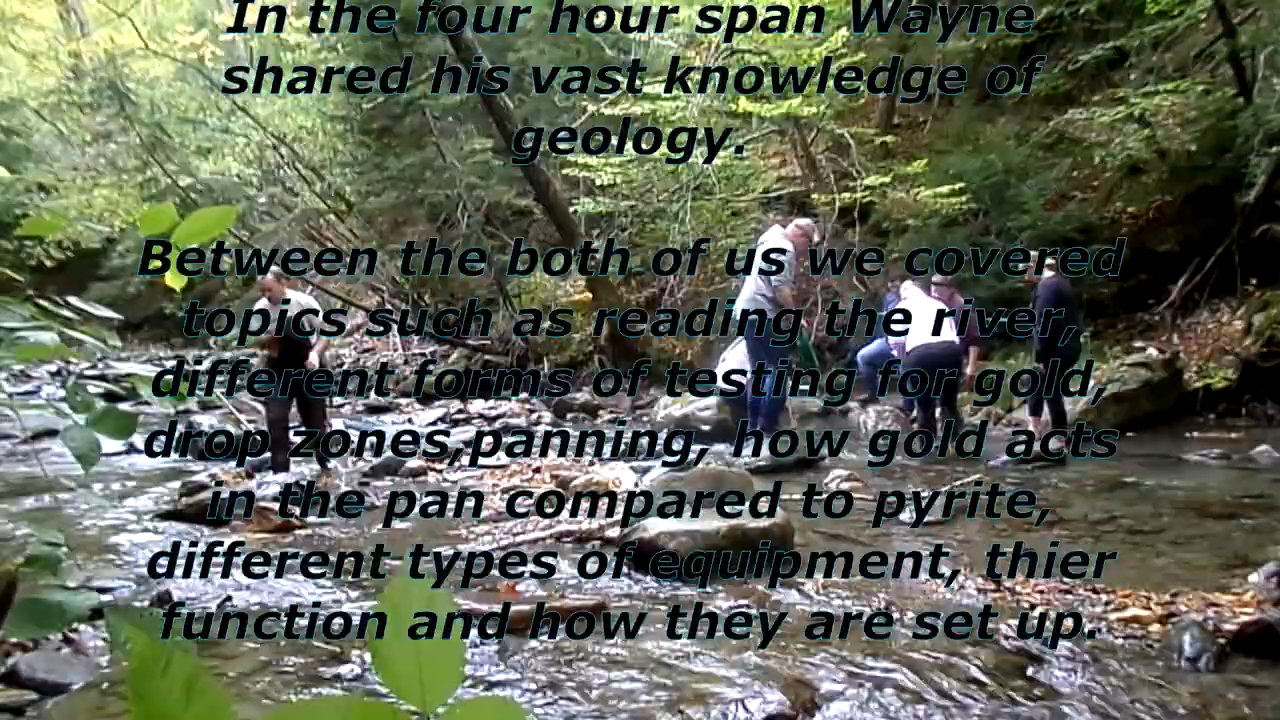 In the four hour span Wayne
shared his vast knowledge of
geology.
Between the both of us we covered
topics such as reading the river,
different forms of testing for gold,
drop zones,panning, how gold acts
in the pan compared to pyrite,
different types of equipment, thier
function and how they are set up.